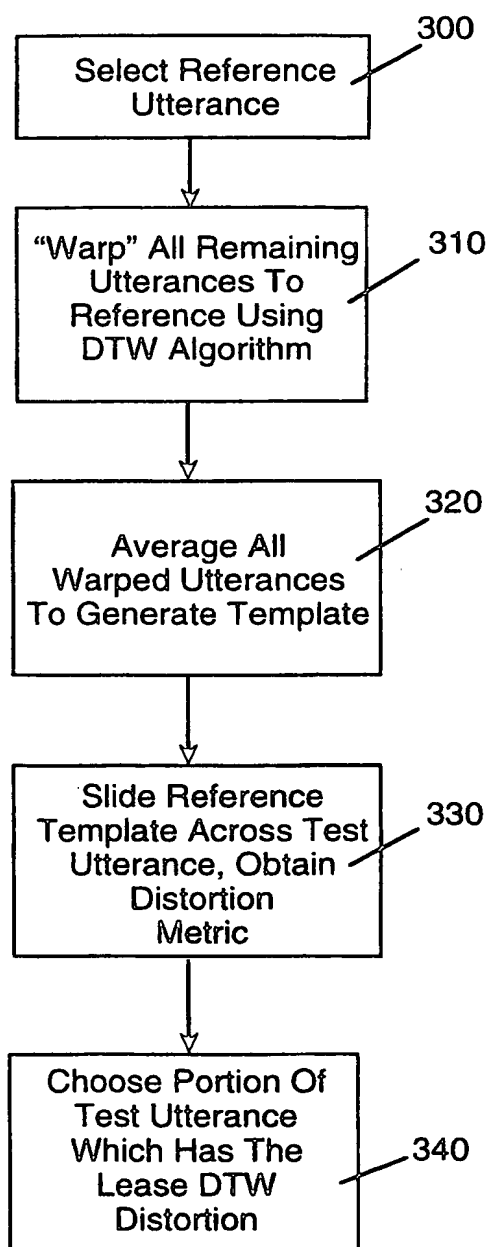 300
Select Reference
Utterance
310
“Warp” All Remaining
Utterances To
Reference Using
DTW Algorithm
320
Average All
Warped Utterances
To Generate Template
330
Slide Reference
Template Across Test
Utterance, Obtain
Distortion
Metric
Choose Portion Of
Test Utterance
Which Has The
Lease DTW
Distortion
340